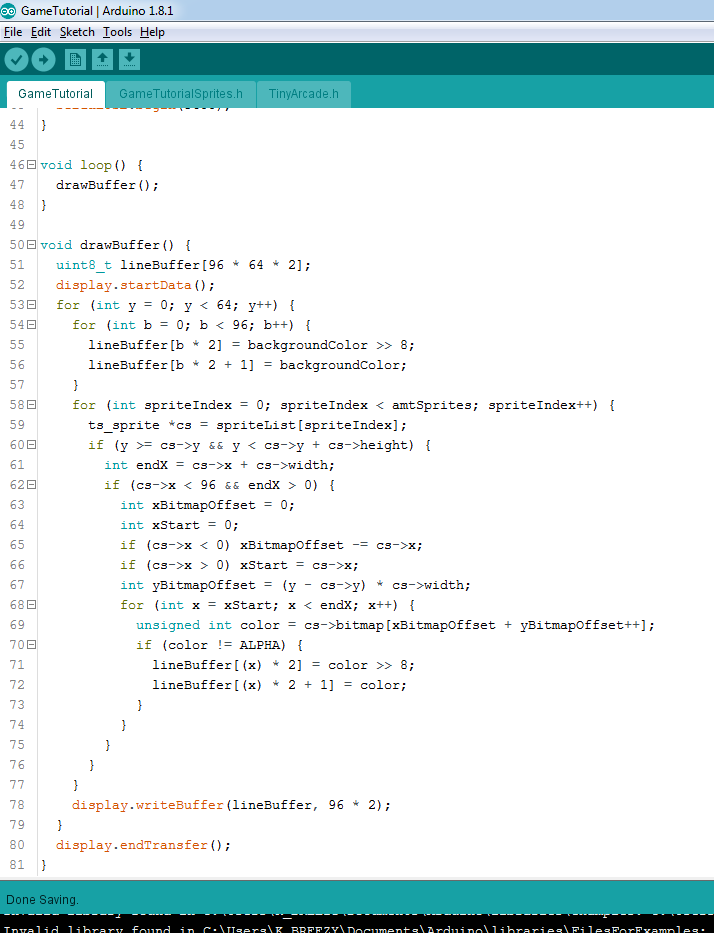 GameTutorial | Arduino 1.8.1
File Edit Sketch Tools Help
GameTutorial GameTutorialSprites.h TinyArcade.h
44 }
45
46 void loop() {
47   drawBuffer();
48 }
49
50 void drawBuffer() {
51   uint8_t lineBuffer[96 * 64 * 2];
52   display.startData();
53   for (int y = 0; y < 64; y++) {
54     for (int b = 0; b < 96; b++) {
55       lineBuffer[b * 2] = backgroundColor >> 8;
56       lineBuffer[b * 2 + 1] = backgroundColor;
57     }
58     for (int spriteIndex = 0; spriteIndex < amtSprites; spriteIndex++) {
59       ts_sprite *cs = spriteList[spriteIndex];
60       if (y >= cs->y && y < cs->y + cs->height) {
61         int endX = cs->x + cs->width;
62         if (cs->x < 96 && endX > 0) {
63           int xBitmapOffset = 0;
64           int xStart = 0;
65           if (cs->x < 0) xBitmapOffset -= cs->x;
66           if (cs->x > 0) xStart = cs->x;
67           int yBitmapOffset = (y - cs->y) * cs->width;
68           for (int x = xStart; x < endX; x++) {
69             unsigned int color = cs->bitmap[xBitmapOffset + yBitmapOffset++];
70             if (color != ALPHA) {
71               lineBuffer[(x) * 2] = color >> 8;
72               lineBuffer[(x) * 2 + 1] = color;
73             }
74           }
75         }
76       }
77     }
78     display.writeBuffer(lineBuffer, 96 * 2);
79   }
80   display.endTransfer();
81 }
Done Saving.
Invalid library found in C:\Users\K_BREEZY\Documents\Arduino\libraries\FilesForExamples: